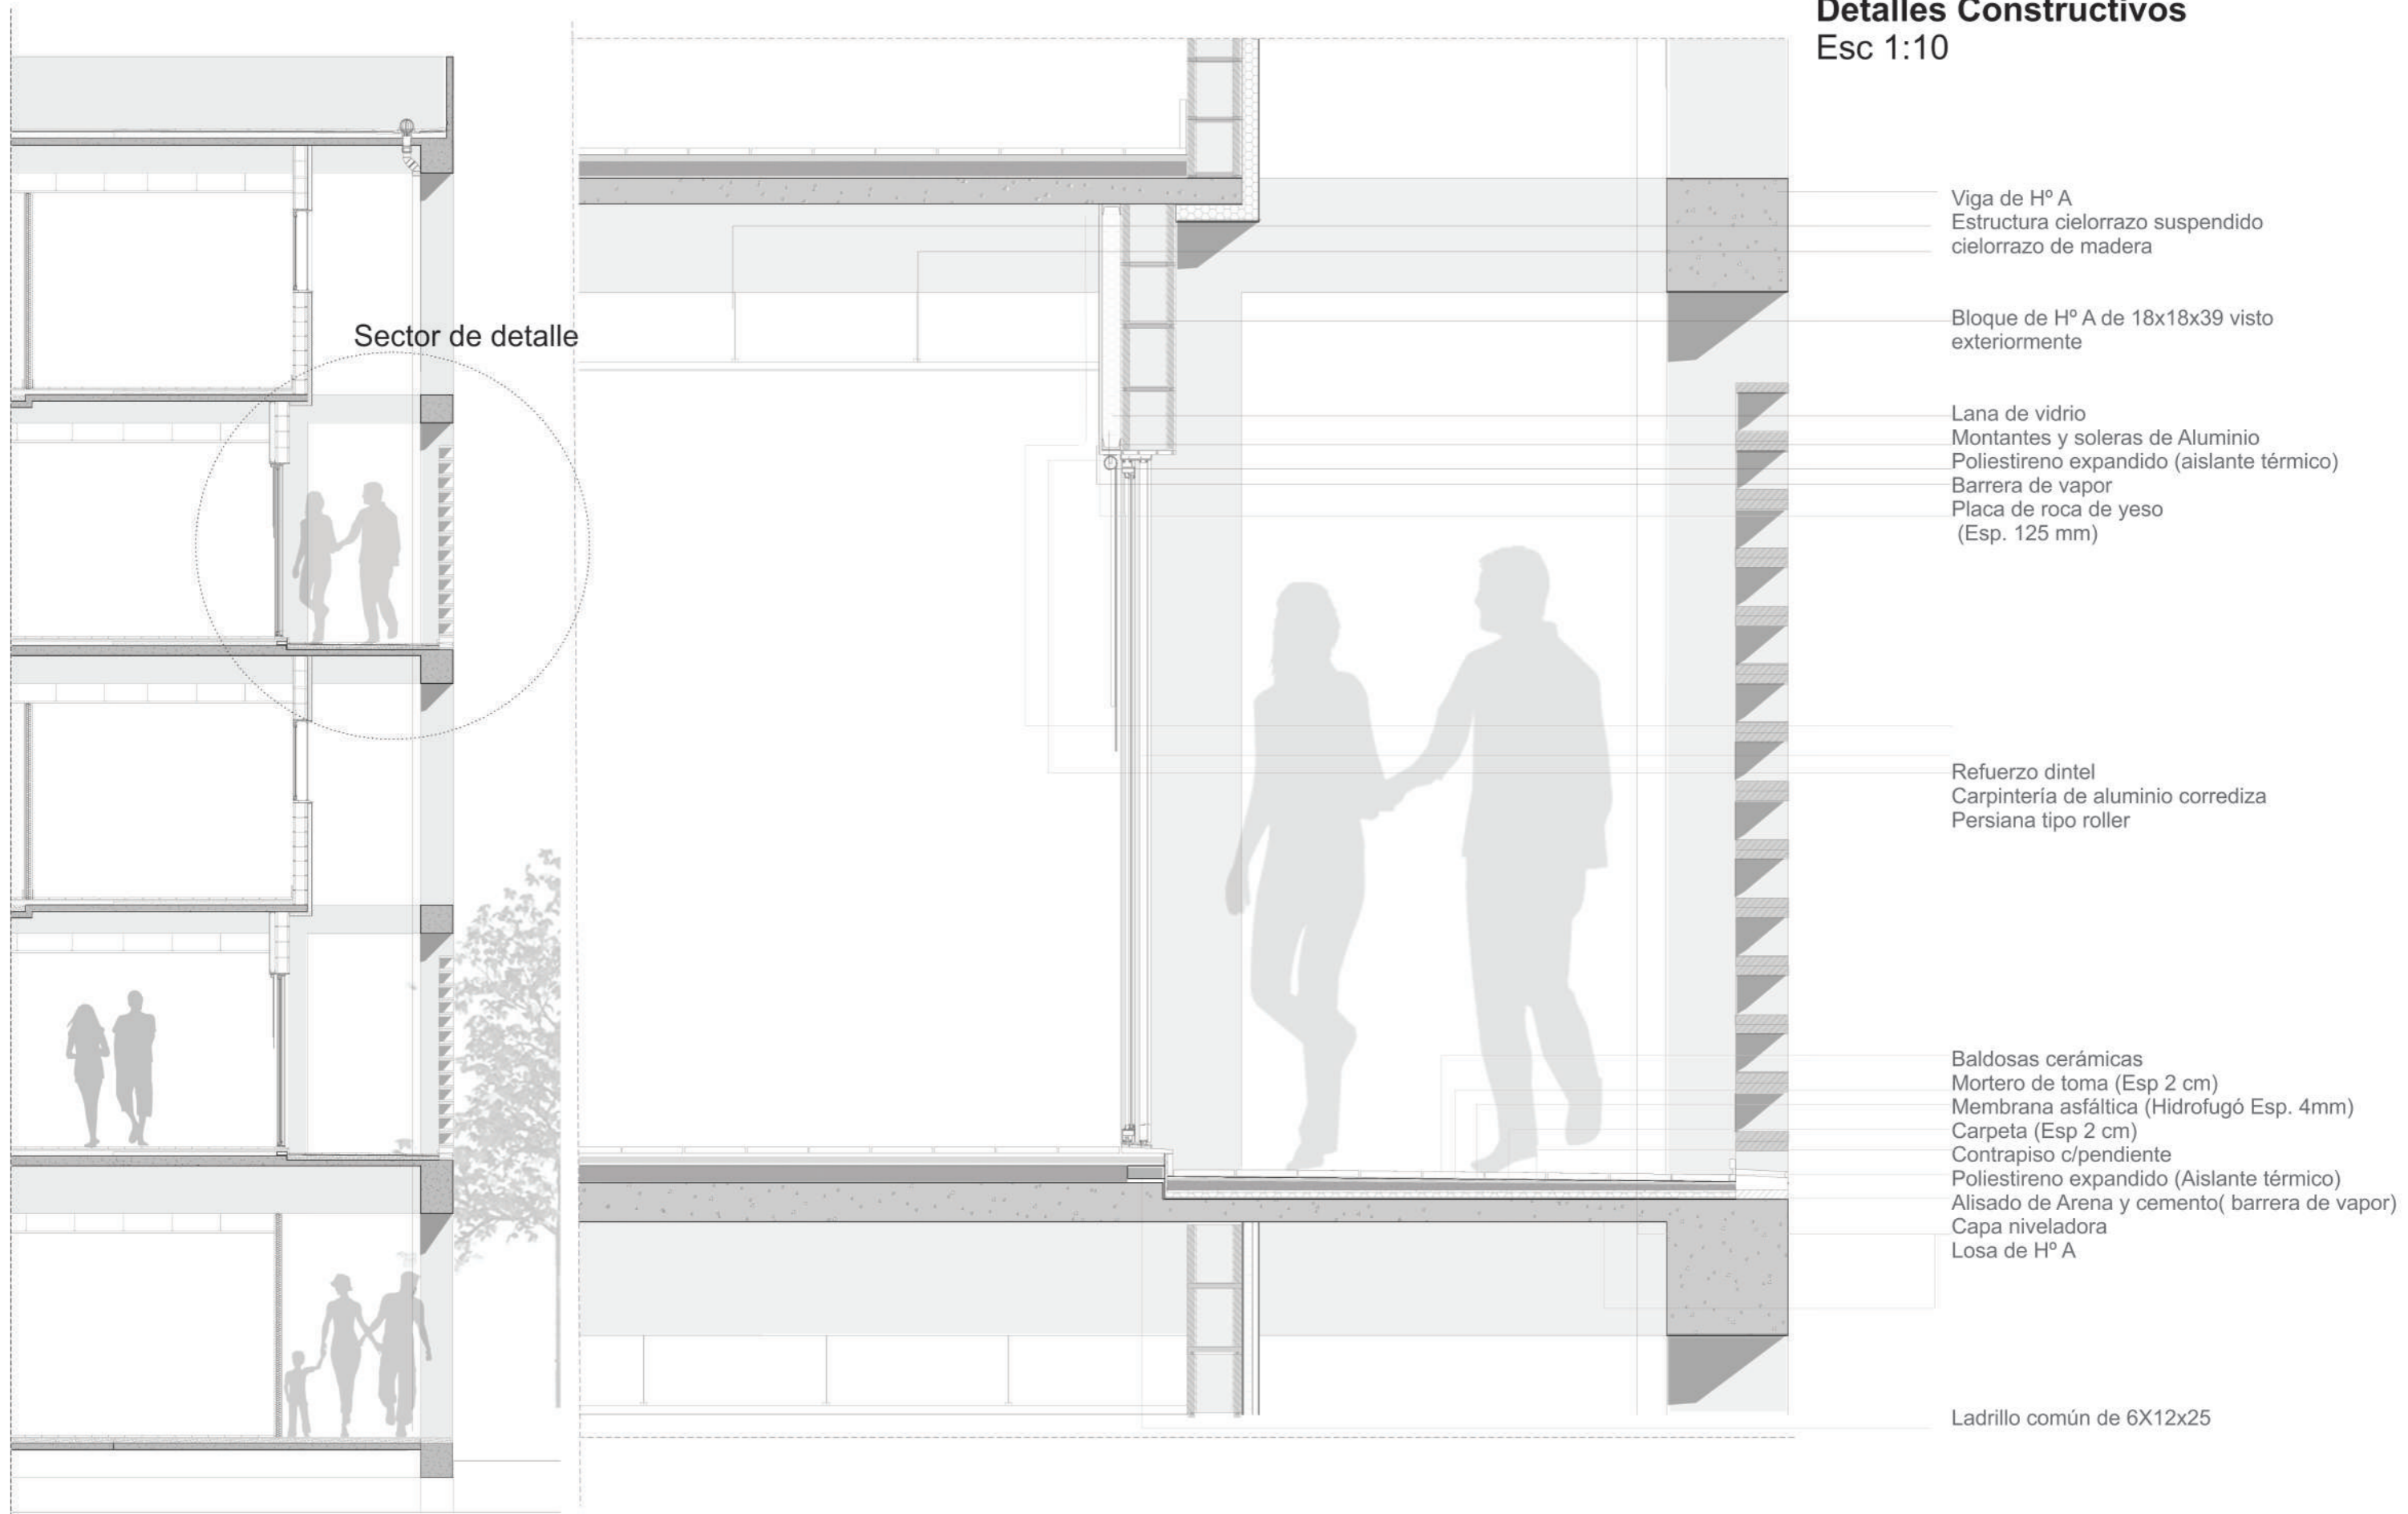 Detalles Constructivos
Esc 1:10
Sector de detalle
Viga de Hº A
Estructura cielorrazo suspendido
cielorrazo de madera
Bloque de Hº A de 18x18x39 visto
exteriormente
Lana de vidrio
Montantes y soleras de Aluminio
Poliestireno expandido (aislante térmico)
Barrera de vapor
Placa de roca de yeso
(Esp. 125 mm)
Refuerzo dintel
Carpintería de aluminio corrediza
Persiana tipo roller
Baldosas cerámicas
Mortero de toma (Esp 2 cm)
Membrana asfáltica (Hidrofugó Esp. 4mm)
Carpeta (Esp 2 cm)
Contrapiso c/pendiente
Poliestireno expandido (Aislante térmico)
Alisado de Arena y cemento( barrera de vapor)
Capa niveladora
Losa de Hº A
Ladrillo común de 6X12x25